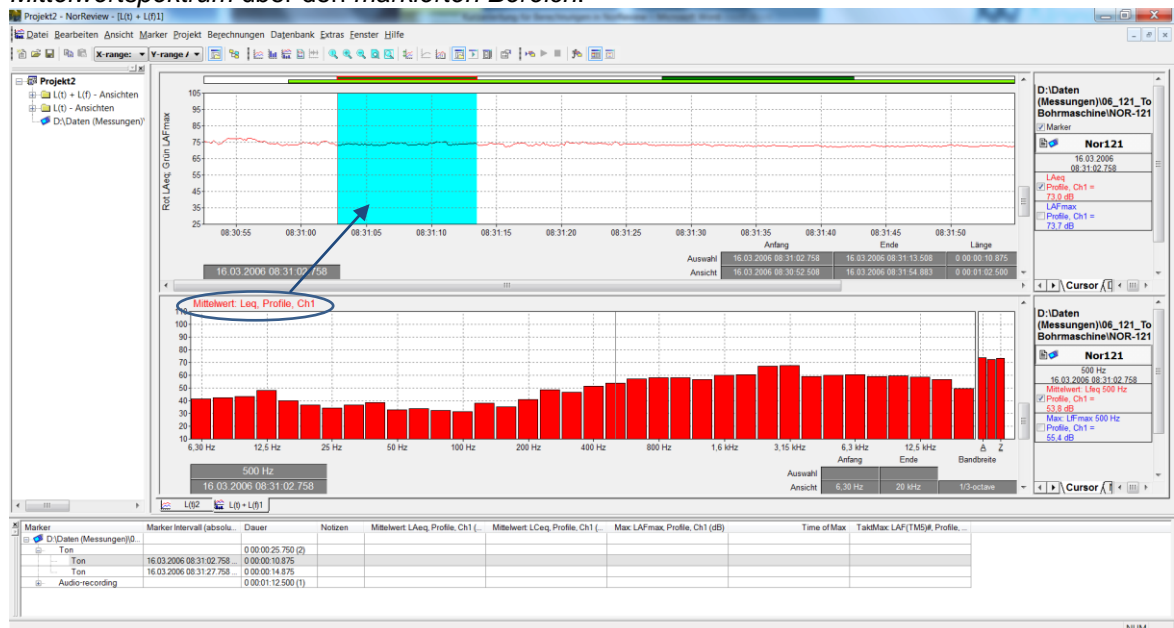 Mittelwertspektrum über den markierten Bereich.
Projekt2 - NorReview - [L(t) + L(f)1]
Datei Bearbeiten Ansicht Marker Projekt Berechnungen Datenbank Extras Fenster Hilfe
X-range: Y-range /
Projekt2
L(t) + L(f) - Ansichten
L(t) - Ansichten
D:\Daten (Messungen)\
Rot LAeq; Grün LAFmax
105
95
85
75
65
55
45
35
25
08:30:55 08:31:00 08:31:05 08:31:10 08:31:15 08:31:20 08:31:25 08:31:30 08:31:35 08:31:40 08:31:45 08:31:50
Anfang Ende Länge
Auswahl 16.03.2006 08:31:02.758 16.03.2006 08:31:13.508 0 00:00:10.875
Ansicht 16.03.2006 08:30:52.508 16.03.2006 08:31:54.883 0 00:01:02.500
16.03.2006 08:31:02.758
D:\Daten
(Messungen)\06_121_To
Bohrmaschine\NOR-121
Marker
Nor121
16.03.2006
08:31:02.758
LAeq
Profile, Ch1 =
73,0 dB
LAFmax
Profile, Ch1 =
73,7 dB
Cursor
Mittelwert: Leq, Profile, Ch1
110
100
90
80
70
60
50
40
30
20
10
6,30 Hz 12,5 Hz 25 Hz 50 Hz 100 Hz 200 Hz 400 Hz 800 Hz 1,6 kHz 3,15 kHz 6,3 kHz 12,5 kHz A Z
Anfang Ende Bandbreite
Auswahl
Ansicht 6,30 Hz 20 kHz 1/3-octave
500 Hz
16.03.2006 08:31:02.758
D:\Daten
(Messungen)\06_121_To
Bohrmaschine\NOR-121
Nor121
500 Hz
16.03.2006 08:31:02.758
Mittelwert: Lfeq 500 Hz
Profile, Ch1 =
53,8 dB
Max: LfFmax 500 Hz
Profile, Ch1 =
55,4 dB
Cursor
L(t)2 L(t) + L(f)1
Marker Marker Intervall (absolu... Dauer Notizen Mittelwert: LAeq, Profile, Ch1 (... Mittelwert: LCeq, Profile, Ch1 (... Max: LAFmax, Profile, Ch1 (dB) Time of Max TaktMax: LAF(TM5)#, Profile, ...
D:\Daten (Messungen)\0...
Ton 0 00:00:25.750 (2)
Ton 16.03.2006 08:31:02.758 ... 0 00:00:10.875
Ton 16.03.2006 08:31:27.758 ... 0 00:00:14.875
Audio-recording 0 00:01:12.500 (1)
NUM